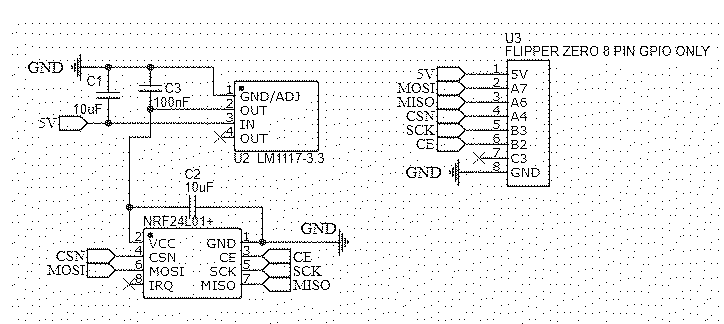 U3
FLIPPER ZERO 8 PIN GPIO ONLY
GND
C1
10uF
C3
100nF
5V
1 GND/ADJ
2 OUT
3 IN
4 OUT
U2 LM1117-3.3
5V 1 5V
MOSI 2 A7
MISO 3 A6
CSN 4 A4
SCK 5 B3
CE 6 B2
7 C3
GND 8 GND
C2
10uF
NRF24L01+
GND
2 VCC GND 1
CSN 4 CSN CE 3 CE
MOSI 6 MOSI SCK 5 SCK
8 IRQ MISO 7 MISO